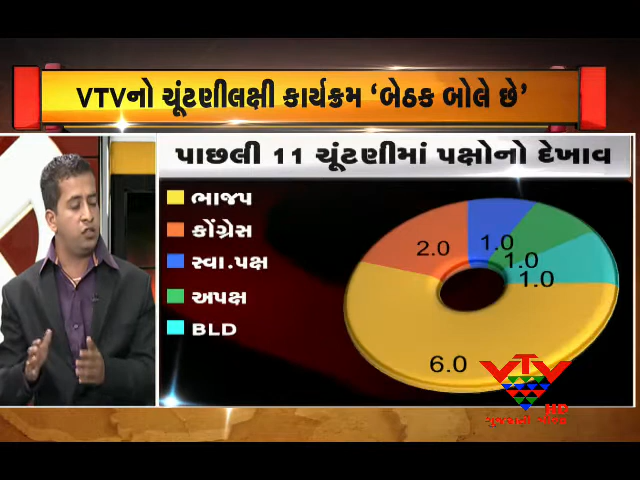 VTVનો ચૂંટણીલક્ષી કાર્યક્રમ ‘બેઠક બોલે છે’
પાછલી 11 ચૂંટણીમાં પક્ષોનો દેખાવ
ભાજપ
કોંગ્રેસ
સ્વા.પક્ષ
અપક્ષ
BLD
2.0
1.0
1.0
1.0
6.0
VTV
HD
ગુજરાતી